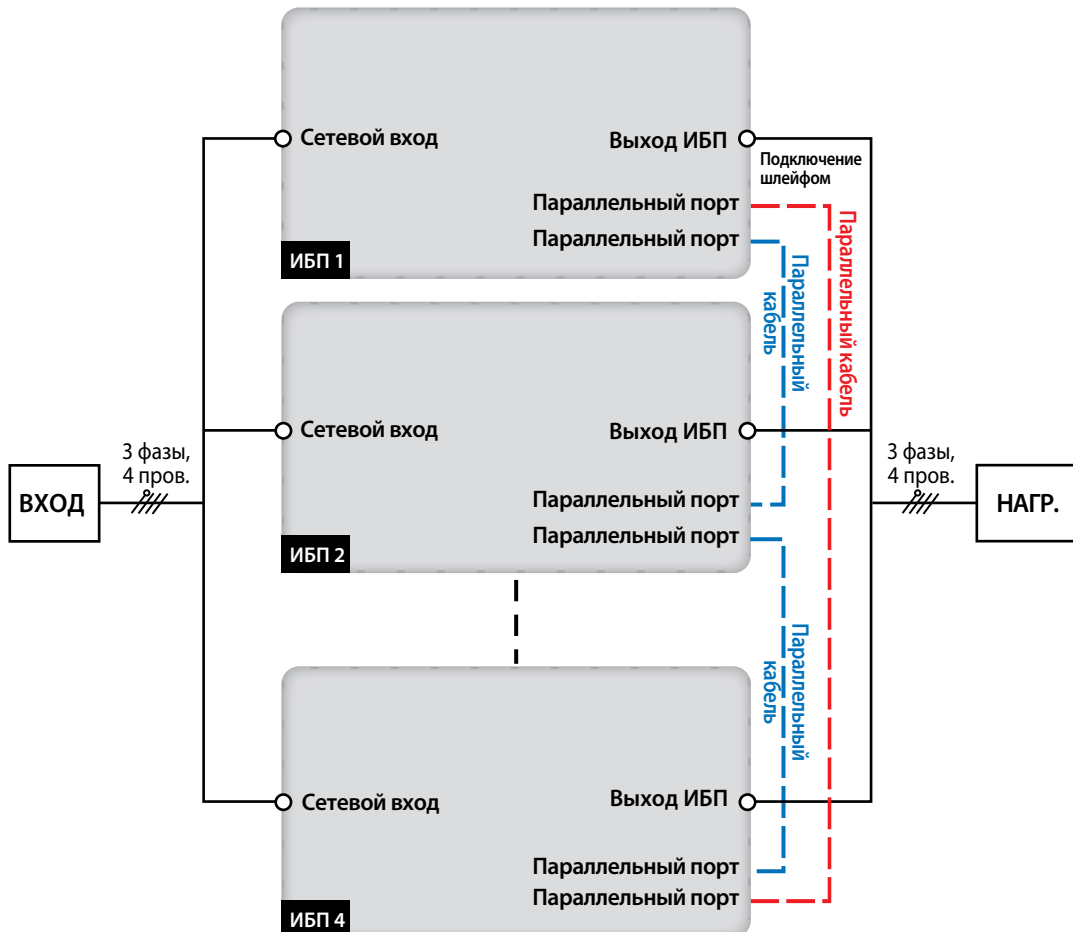 Сетевой вход
Выход ИБП
Подключение
шлейфом
Параллельный порт
Параллельный порт
ИБП 1
Параллельный
кабель
Параллельный кабель
Сетевой вход
Выход ИБП
3 фазы,
4 пров.
ВХОД
3 фазы,
4 пров.
НАГР.
Параллельный порт
Параллельный порт
ИБП 2
Параллельный
кабель
Сетевой вход
Выход ИБП
Параллельный порт
Параллельный порт
ИБП 4